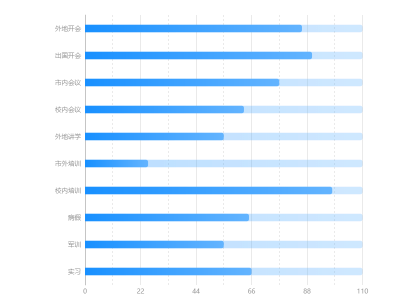 外地开会
出国开会
市内会议
校内会议
外地讲学
市外培训
校内培训
病假
军训
实习
0 22 44 66 88 110